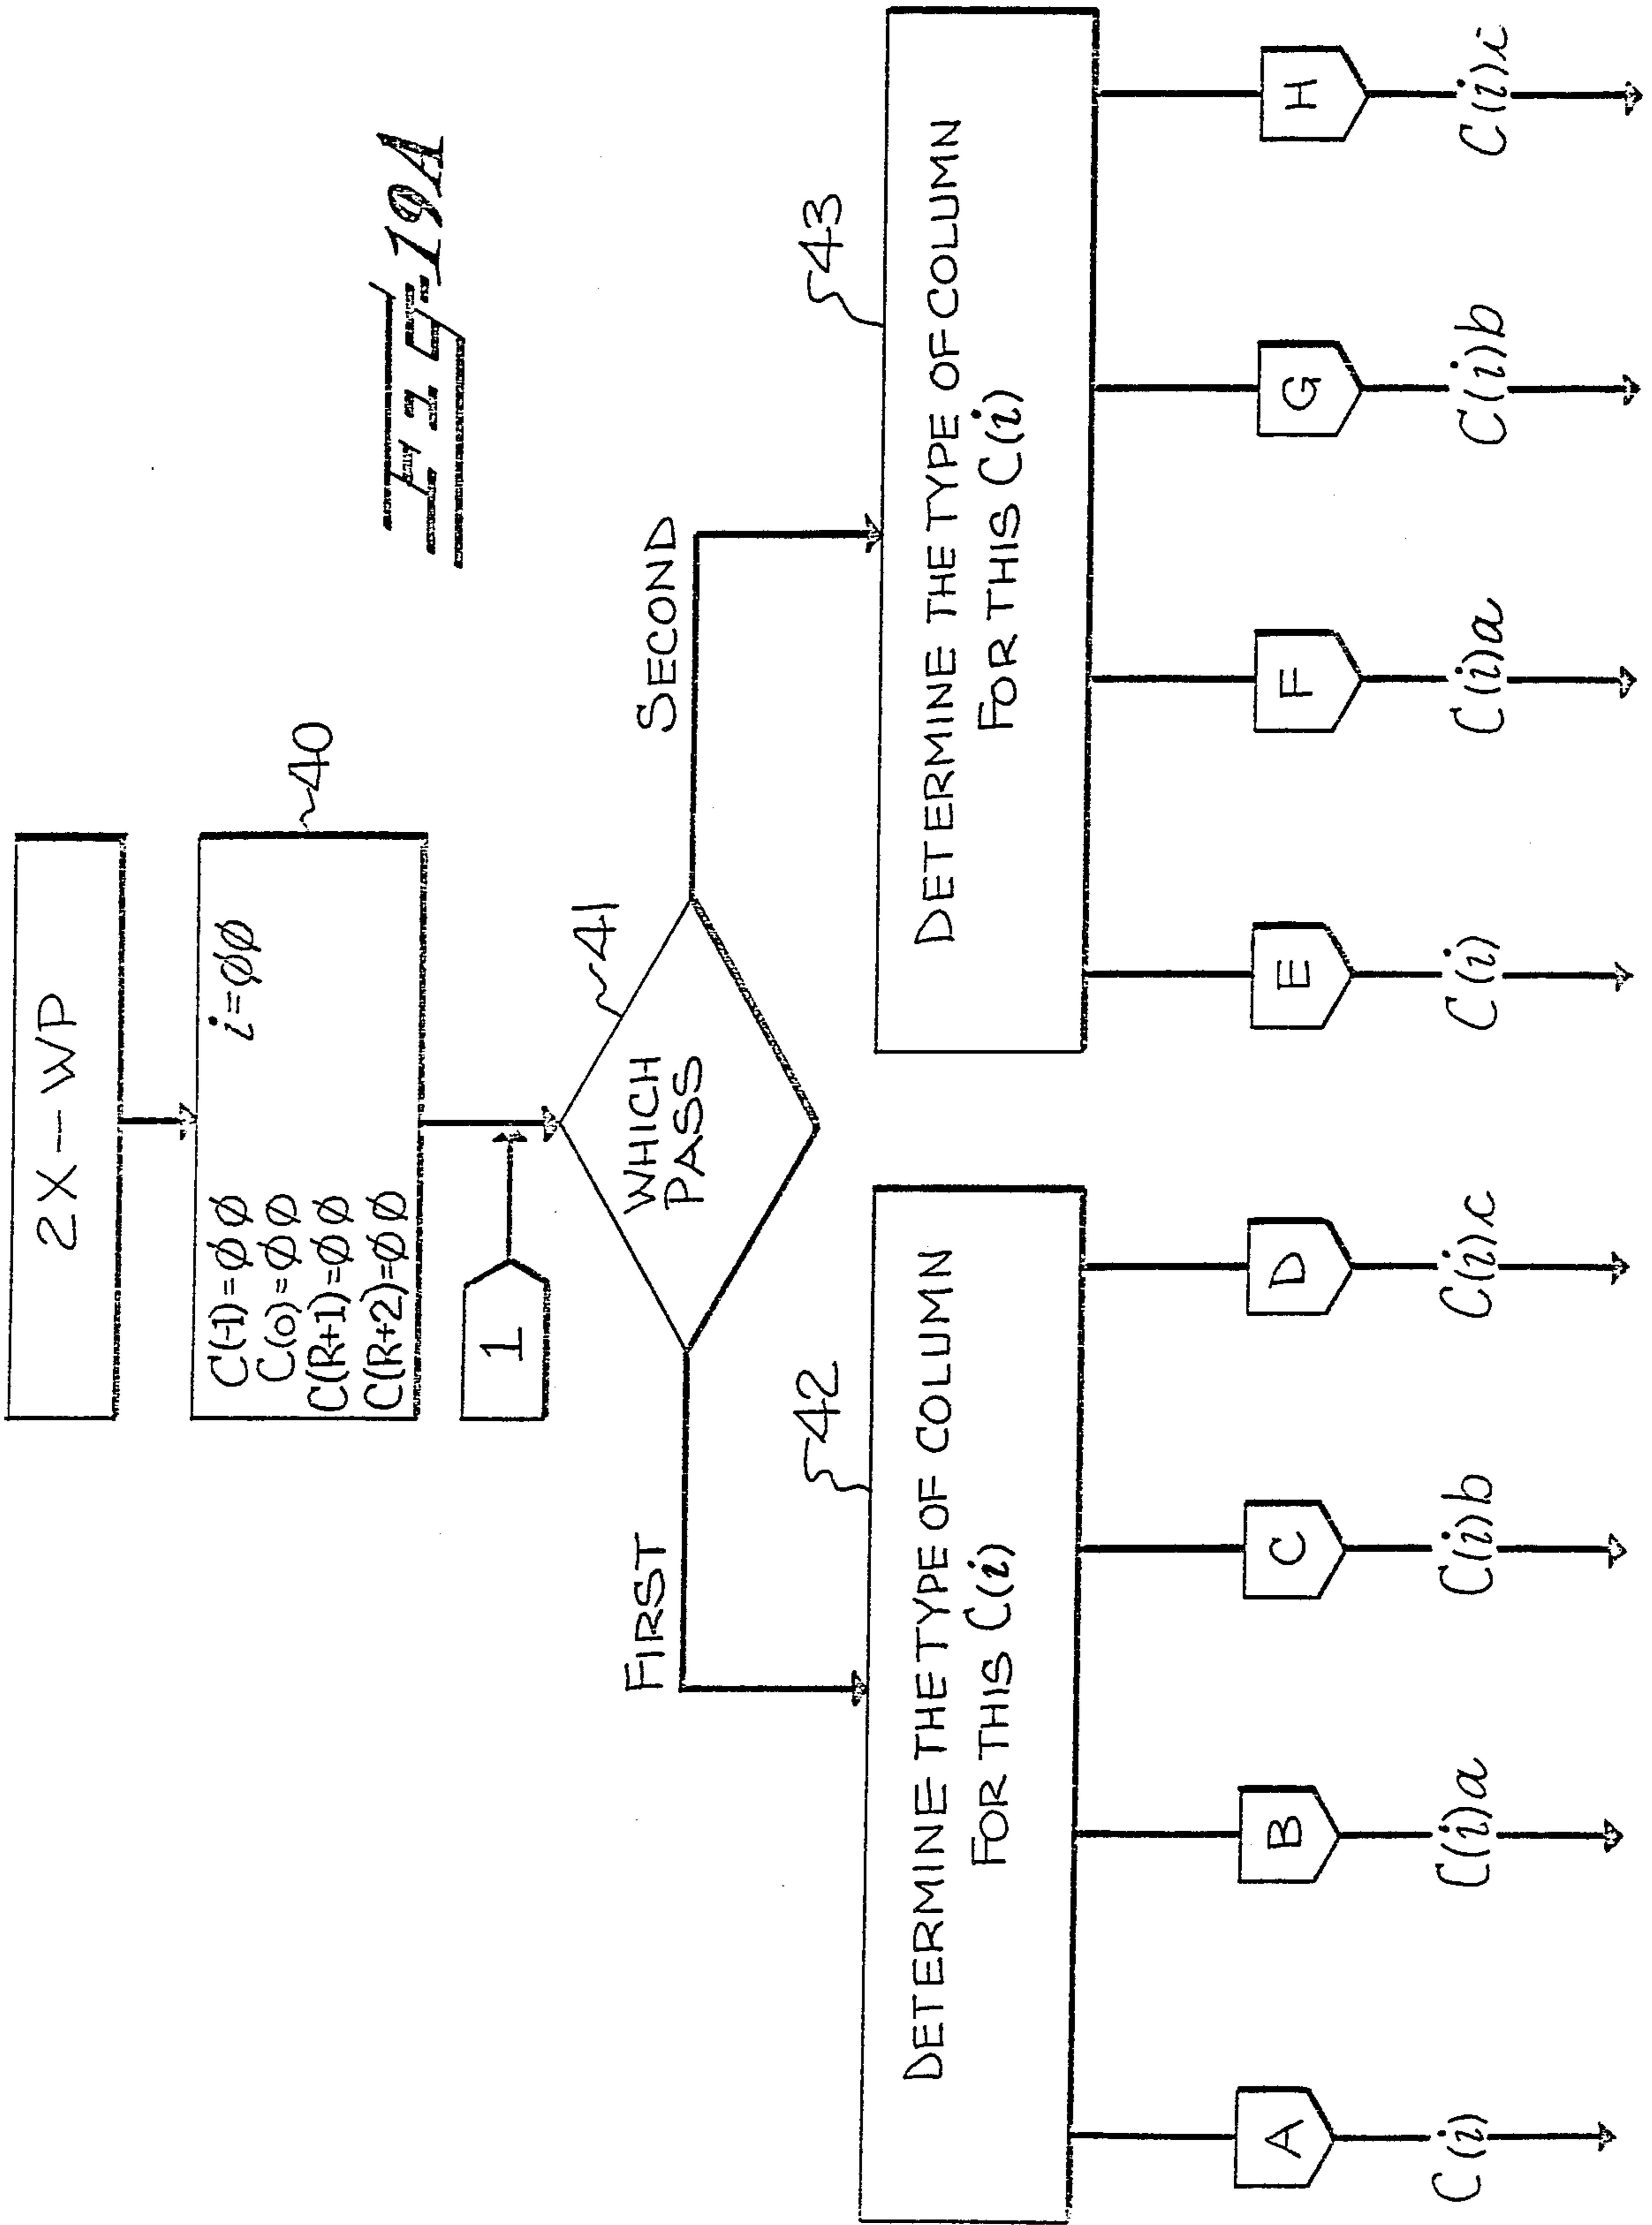 Fig-19A
2X-WP
40
C(-1)=ØØ i=ØØ
C(0)=ØØ
C(R+1)=ØØ
C(R+2)=ØØ
1
41
WHICH
PASS
FIRST
SECOND
42
DETERMINE THE TYPE OF COLUMN
FOR THIS C(i)
43
DETERMINE THE TYPE OF COLUMN
FOR THIS C(i)
A
B
C
D
E
F
G
H
C(i)
C(i)a
C(i)b
C(i)c
C(i)
C(i)a
C(i)b
C(i)c